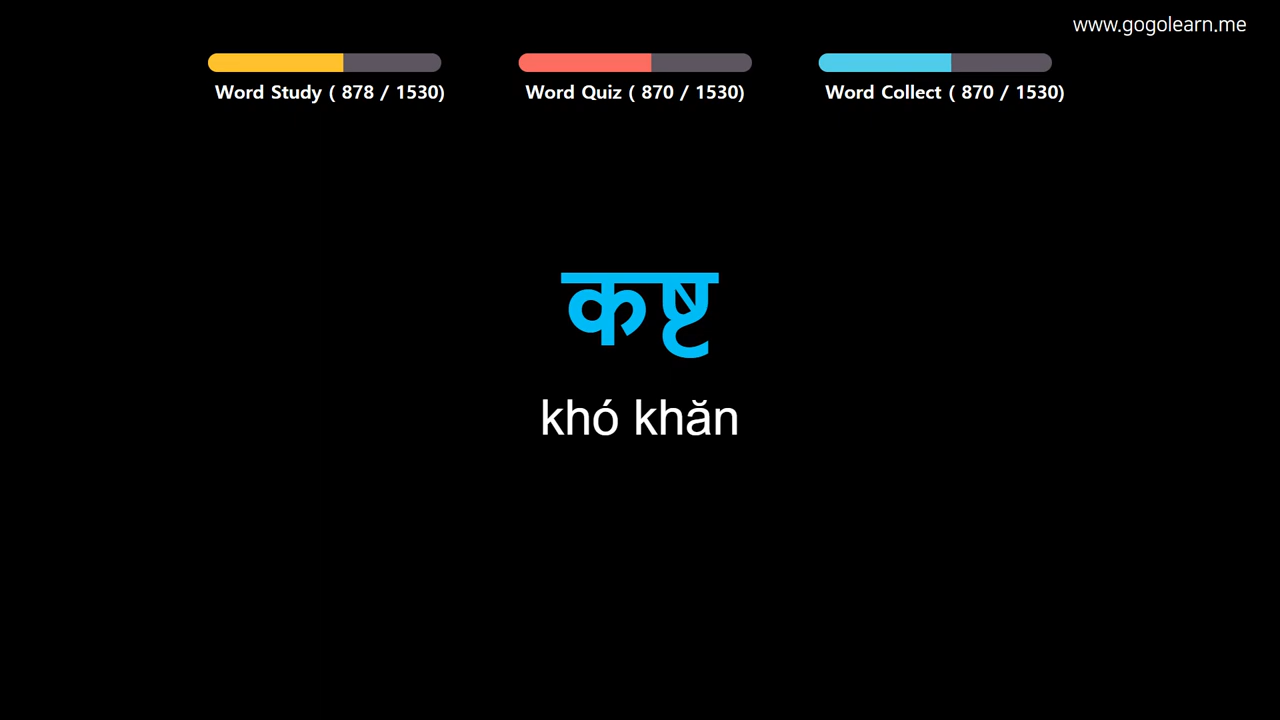 www.gogolearn.me
Word Study ( 878 / 1530)
Word Quiz ( 870 / 1530)
Word Collect ( 870 / 1530)
कष्ट
khó khăn